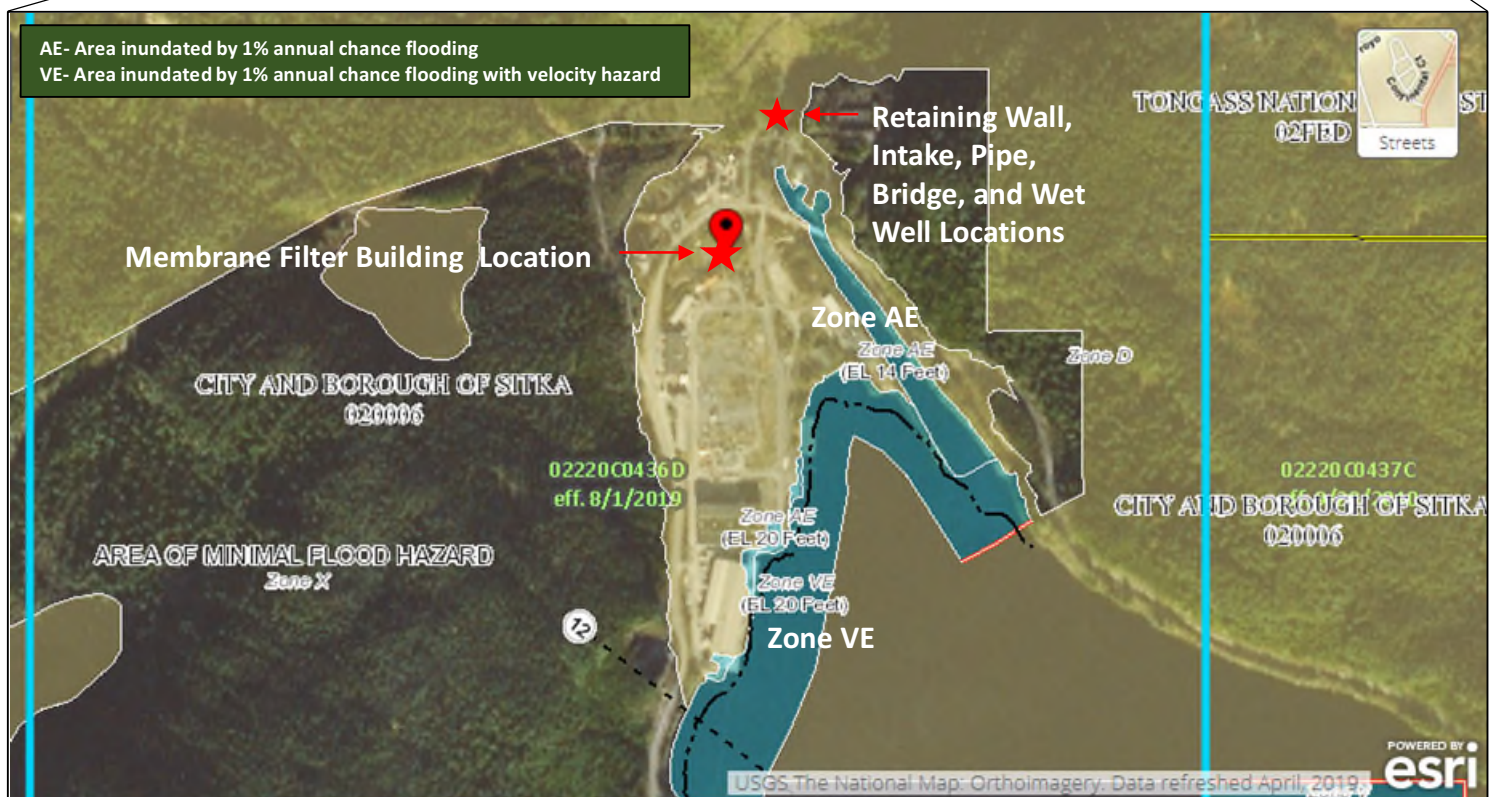 AE- Area inundated by 1% annual chance flooding
VE- Area inundated by 1% annual chance flooding with velocity hazard
Streets
TONGASS NATION ST
02FED
Retaining Wall,
Intake, Pipe,
Bridge, and Wet
Well Locations
Membrane Filter Building Location
Zone AE
Zone AE
(EL 14 Feet)
Zone D
CITY AND BOROUGH OF SITKA
020006
02220C0436D
eff. 8/1/2019
02220C0437C
CITY AND BOROUGH OF SITKA
020006
Zone AE
(EL 20 Feet)
AREA OF MINIMAL FLOOD HAZARD
Zone X
Zone VE
(EL 20 Feet)
12
Zone VE
POWERED BY
esri
USGS The National Map: Orthoimagery. Data refreshed April, 2019.